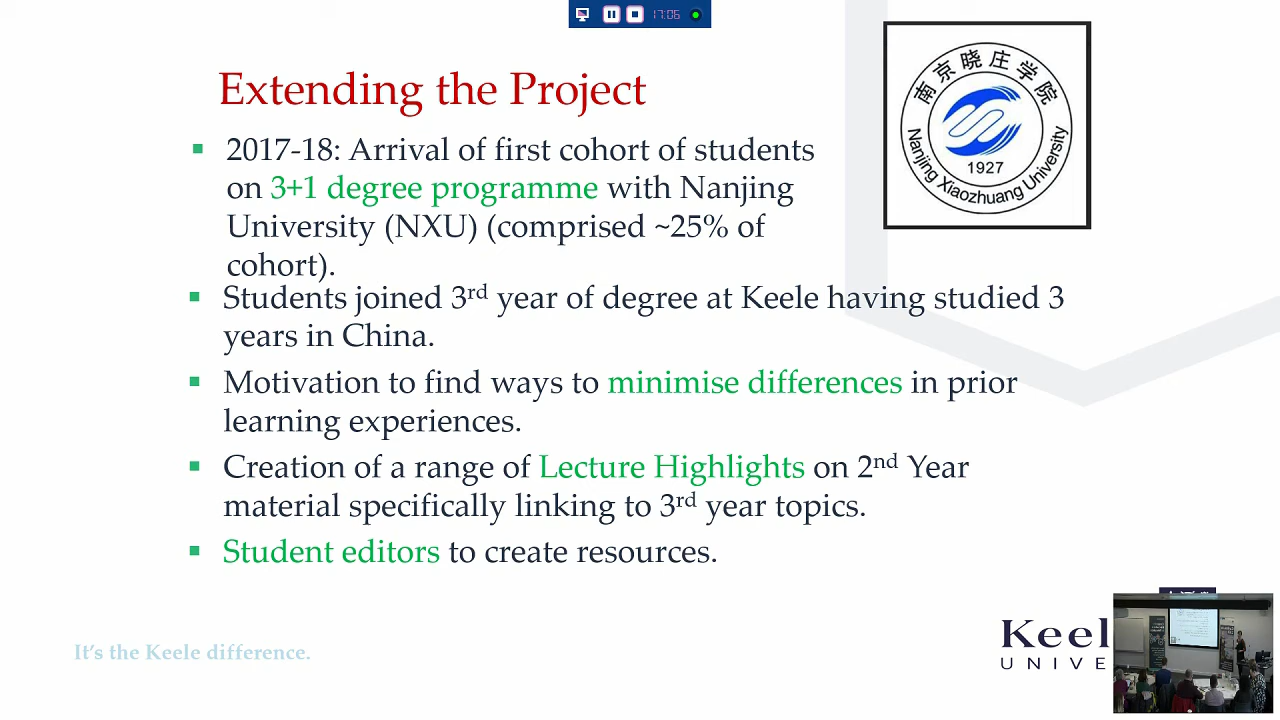 17:06
Extending the Project
南京晓庄学院
1927
Nanjing Xiaozhuang University
▪ 2017-18: Arrival of first cohort of students
on 3+1 degree programme with Nanjing
University (NXU) (comprised ~25% of
cohort).
▪ Students joined 3rd year of degree at Keele having studied 3
years in China.
▪ Motivation to find ways to minimise differences in prior
learning experiences.
▪ Creation of a range of Lecture Highlights on 2nd Year
material specifically linking to 3rd year topics.
▪ Student editors to create resources.
It's the Keele difference.
Keel
UNIVE